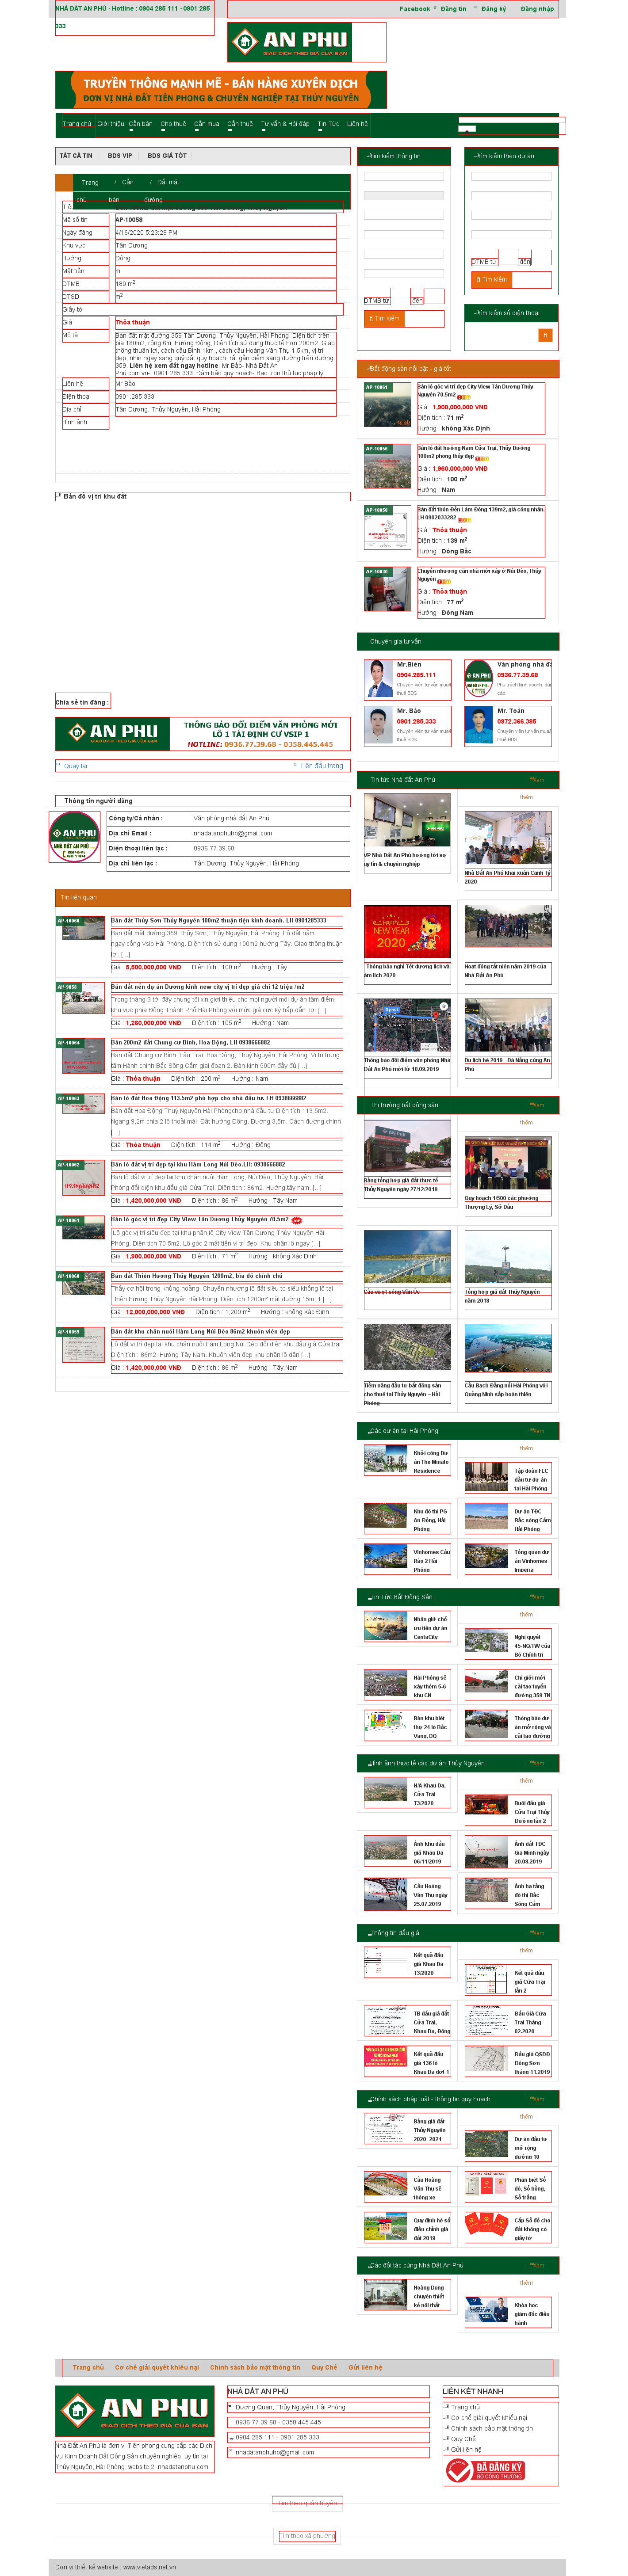 NHÀ ĐẤT AN PHÚ - Hotline : 0904 285 111 - 0901 285 333
Facebook
Đăng tin
Đăng ký
Đăng nhập
AN PHU
GIAO DỊCH THEO GIÁ CỦA BẠN
TRUYỀN THÔNG MẠNH MẼ - BÁN HÀNG XUYÊN DỊCH
ĐƠN VỊ BẤT ĐỘNG SẢN TIÊN PHONG & CHUYÊN NGHIỆP TẠI THỦY NGUYÊN
Trang chủ
Giới thiệu
Cần bán
Cho thuê
Cần mua
Cần thuê
Tư vấn & Hỏi đáp
Tin Tức
Liên hệ
TẤT CẢ TIN
BDS VIP
BDS GIÁ TỐT
Trang chủ / Cần bán / Đất mặt đường
Mã số tin AP-10058
Ngày đăng 4/16/2020 5:23:28 PM
Khu vực Tân Dương
Hướng Đông
Mặt tiền m
DTMB 180 m2
DTSD m2
Giấy tờ
Giá Thỏa thuận
Mô tả Bán đất mặt đường 359 Tân Dương, Thủy Nguyên, Hải Phòng. Diện tích trên
bìa 180m2, rộng 6m. Hướng Đông, Diện tích sử dụng thực tế hơn 200m2. Giao
thông thuận lợi, cách cầu Bính 1km , cách cầu Hoàng Văn Thụ 1,5km, vị trí
đẹp, nhìn ngay sang quỹ đất quy hoạch, rất gần điểm sang đường trên đường
359. Liên hệ xem đất ngay hotline: Mr Bảo- Nhà Đất An
Phú.com.vn- 0901.285.333. Đảm bảo quy hoạch- Bao trọn thủ tục pháp lý.
Liên hệ Mr Bảo
Điện thoại 0901.285.333
Địa chỉ Tân Dương, Thủy Nguyên, Hải Phòng
Hình ảnh
Bản đồ vị trí khu đất
Chia sẻ tin đăng :
AN PHU
THÔNG BÁO ĐỔI ĐIỂM VĂN PHÒNG MỚI
LÔ 1 TÁI ĐỊNH CƯ VSIP 1
HOTLINE: 0936.77.39.68 - 0358.445.445
Quay lại
Lên đầu trang
Thông tin người đăng
Công ty/Cá nhân : Văn phòng nhà đất An Phú
Địa chỉ Email : nhadatanphuhp@gmail.com
Điện thoại liên lạc : 0936.77.39.68
Địa chỉ liên lạc : Tân Dương, Thủy Nguyên, Hải Phòng
Tin liên quan
AP-10066
Bán đất Thủy Sơn Thủy Nguyên 100m2 thuận tiện kinh doanh. LH 0901285333
Bán đất mặt đường 359 Thủy Sơn, Thủy Nguyên, Hải Phòng. Lô đất nằm
ngay cổng Vsip Hải Phòng. Diện tích sử dụng 100m2 hướng Tây. Giao thông thuận
lợi. [...]
Giá : 5,500,000,000 VNĐ Diện tích : 100 m2 Hướng : Tây
AP-9858
Bán đất nền dự án Dương kinh new city vị trí đẹp giá chỉ 12 triệu /m2
Trong tháng 3 tới đây chúng tôi xin giới thiệu cho mọi người một dự án tâm điểm
khu vực phía Đông Thành Phố Hải Phòng với mức giá cực kỳ hấp dẫn. lợi [...]
Giá : 1,260,000,000 VNĐ Diện tích : 105 m2 Hướng : Nam
AP-10064
Bán 200m2 đất Chung cư Bính, Hoa Động. LH 0938666882
Bán đất Chung cư Bính, Lâu Trại, Hoa Động, Thuỷ Nguyên, Hải Phòng. Vị trí trung
tâm Hành chính Bắc Sông Cấm giai đoạn 2. Bán kính 500m đầy đủ [...]
Giá : Thỏa thuận Diện tích : 200 m2 Hướng : Nam
AP-10063
Bán lô đất Hoa Động 113.5m2 phù hợp cho nhà đầu tư. LH 0938666882
Bán đất Hoa Động Thuỷ Nguyên Hải Phòngcho nhà đầu tư Diện tích 113,5m2.
Ngang 9,2m chia 2 lô thoải mái. Đất hướng Đông. Đường 3,5m. Cách đường chính
[...]
Giá : Thỏa thuận Diện tích : 114 m2 Hướng : Đông
AP-10062
Bán lô đất vị trí đẹp tại khu Hàm Long Núi Đèo.LH: 0938666882
Bán lô đất vị trí đẹp tại khu chăn nuôi Hàm Long, Núi Đèo, Thủy Nguyên, Hải
Phòng đối diện khu đấu giá Cửa Trại. Diện tích : 86m2. Hướng tây nam. [...]
Giá : 1,420,000,000 VNĐ Diện tích : 86 m2 Hướng : Tây Nam
AP-10061
Bán lô góc vị trí đẹp City View Tân Dương Thủy Nguyên 70.5m2
Lô góc vị trí siêu đẹp tại khu phân lô City View Tân Dương Thủy Nguyên Hải
Phòng. Diện tích 70.5m2. Lô góc 2 mặt tiền vị trí đẹp. Khu phân lô ngay [...]
Giá : 1,900,000,000 VNĐ Diện tích : 71 m2 Hướng : không Xác Định
AP-10060
Bán đất Thiên Hương Thủy Nguyên 1200m2, bìa đỏ chính chủ
Thấy cơ hội trong khủng hoảng. Chuyển nhượng lô đất siêu to siêu khổng lồ tại
Thiên Hương Thủy Nguyên Hải Phòng. Diện tích 1200m² mặt đường 15m, 1 [...]
Giá : 12,000,000,000 VNĐ Diện tích : 1,200 m2 Hướng : không Xác Định
AP-10059
Bán đất khu chăn nuôi Hàm Long Núi Đèo 86m2 khuôn viên đẹp
Lô đất vị trí đẹp tại khu chăn nuôi Hàm Long Núi Đèo đối diện khu đấu giá Cửa Trại
Diện tích : 86m2. Hướng Tây Nam. Khuôn viên đẹp khu phân lô dân [...]
Giá : 1,420,000,000 VNĐ Diện tích : 86 m2 Hướng : Tây Nam
Tìm kiếm thông tin
DTMB từ đến
Tìm kiếm
Tìm kiếm theo dự án
DTMB từ đến
Tìm kiếm
Tìm kiếm số điện thoại
Bất động sản nổi bật - giá tốt
AP-10061
Bán lô góc vị trí đẹp City View Tân Dương Thủy
Nguyên 70.5m2
Giá : 1,900,000,000 VNĐ
Diện tích : 71 m2
Hướng : không Xác Định
AP-10056
Bán lô đất hướng Nam Cửa Trại, Thủy Đường
100m2 phong thủy đẹp
Giá : 1,960,000,000 VNĐ
Diện tích : 100 m2
Hướng : Nam
AP-10050
Bán đất thôn Đền Lâm Động 139m2, giá công nhân.
LH 0902033282
Giá : Thỏa thuận
Diện tích : 139 m2
Hướng : Đông Bắc
AP-10030
Chuyển nhượng căn nhà mới xây ở Núi Đèo, Thủy
Nguyên
Giá : Thỏa thuận
Diện tích : 77 m2
Hướng : Đông Nam
Chuyên gia tư vấn
Mr.Biên
0904.285.111
Chuyên viên tư vấn mua/
thuê BDS
Văn phòng nhà đất
0936.77.39.68
Phụ trách kinh doanh, đăng
cáo
Mr. Bảo
0901.285.333
Chuyên viên tư vấn mua/
thuê BDS
Mr. Toàn
0972.366.385
Chuyên viên tư vấn mua/
thuê BDS
Tin tức Nhà đất An Phú
Xem thêm
VP Nhà Đất An Phú hướng tới sự
uy tín & chuyên nghiệp
Nhà Đất An Phú khai xuân Canh Tý
2020
HAPPY NEW YEAR 2020
Thông báo nghỉ Tết dương lịch và
âm lịch 2020
Hoạt động tất niên năm 2019 của
Nhà Đất An Phú
Thông báo đổi điểm văn phòng Nhà
Đất An Phú mới từ 10.09.2019
Du lịch hè 2019 - Đà Nẵng cùng An
Phú
Thị trường bất động sản
Xem thêm
Bảng tổng hợp giá đất thực tế
Thủy Nguyên ngày 27/12/2019
Quy hoạch 1/500 các phường
Thượng Lý, Sở Dầu
Cầu vượt sông Văn Úc
Tổng hợp giá đất Thủy Nguyên
năm 2018
Tiềm năng đầu tư bất động sản
cho thuê tại Thủy Nguyên – Hải
Phòng
Cầu Bạch Đằng nối Hải Phòng với
Quảng Ninh sắp hoàn thiện
Các dự án tại Hải Phòng
Xem thêm
Khởi công Dự
án The Minato
Residence
Tập đoàn FLC
đầu tư dự án
tại Hải Phòng
Khu đô thị PG
An Đồng, Hải
Phòng
Dự án TĐC
Bắc sông Cấm
Hải Phòng
Vinhomes Cầu
Rào 2 Hải
Phòng
Tổng quan dự
án Vinhomes
Imperia
Tin Tức Bất Động Sản
Xem thêm
Nhận giữ chỗ
ưu tiên dự án
CentaCity
Nghị quyết
45-NQ/TW của
Bộ Chính trị
Hải Phòng sẽ
xây thêm 5-6
khu CN
Chỉ giới mới
cải tạo tuyến
đường 359 TN
Bán khu biệt
thự 24 lô Bắc
Vang, DQ
Thông báo dự
án mở rộng và
cải tạo đường
Hình ảnh thực tế các dự án Thủy Nguyên
Xem thêm
H/A Khau Da,
Cửa Trại
T3/2020
Buổi đấu giá
Cửa Trại Thủy
Đường lần 2
Ảnh khu đấu
giá Khau Da
06/11/2019
Ảnh đất TĐC
Gia Minh ngày
20.08.2019
Cầu Hoàng
Văn Thụ ngày
25.07.2019
Ảnh hạ tầng
đô thị Bắc
Sông Cấm
Thông tin đấu giá
Xem thêm
Kết quả đấu
giá Khau Da
T3/2020
Kết quả đấu
giá Cửa Trại
lần 2
TB đấu giá đất
Cửa Trại,
Khau Da, Đông
Đấu Giá Cửa
Trại Tháng
02.2020
Kết quả đấu
giá 136 lô
Khau Da đợt 1
Đấu giá QSDĐ
Đông Sơn
tháng 11.2019
Chính sách pháp luật - thông tin quy hoạch
Xem thêm
Bảng giá đất
Thủy Nguyên
2020 -2024
Dự án đầu tư
mở rộng
đường 10
Cầu Hoàng
Văn Thụ sẽ
thông xe
Phân biệt Sổ
đỏ, Sổ hồng,
Sổ trắng
Quy định hệ số
điều chỉnh giá
đất 2019
Cấp Sổ đỏ cho
đất không có
giấy tờ
Các đối tác cùng Nhà Đất An Phú
Xem thêm
Hoàng Dung
chuyên thiết
kế nội thất
Khóa học
giám đốc điều
hành
Trang chủ
Cơ chế giải quyết khiếu nại
Chính sách bảo mật thông tin
Quy Chế
Gửi liên hệ
AN PHU
GIAO DỊCH THEO GIÁ CỦA BẠN
Nhà Đất An Phú là đơn vị Tiên phong cung cấp các Dịch
vụ Kinh Doanh Bất Động Sản chuyên nghiệp, uy tín tại
Thủy Nguyên, Hải Phòng. website 2: nhadatanphu.com.
NHÀ ĐẤT AN PHÚ
Dương Quan, Thủy Nguyên, Hải Phòng
0936 77 39 68 - 0358 445 445
0904 285 111 - 0901 285 333
nhadatanphuhp@gmail.com
LIÊN KẾT NHANH
Trang chủ
Cơ chế giải quyết khiếu nại
Chính sách bảo mật thông tin
Quy Chế
Gửi liên hệ
ĐÃ ĐĂNG KÝ
BỘ CÔNG THƯƠNG
Tìm theo quận huyện
Tìm theo xã phường
Đơn vị thiết kế website : www.vietads.net.vn